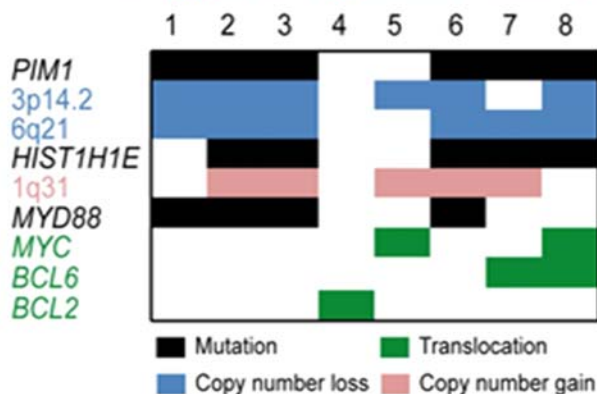 1 2 3 4 5 6 7 8
PIM1
3p14.2
6q21
HIST1H1E
1q31
MYD88
MYC
BCL6
BCL2
Mutation Translocation
Copy number loss Copy number gain